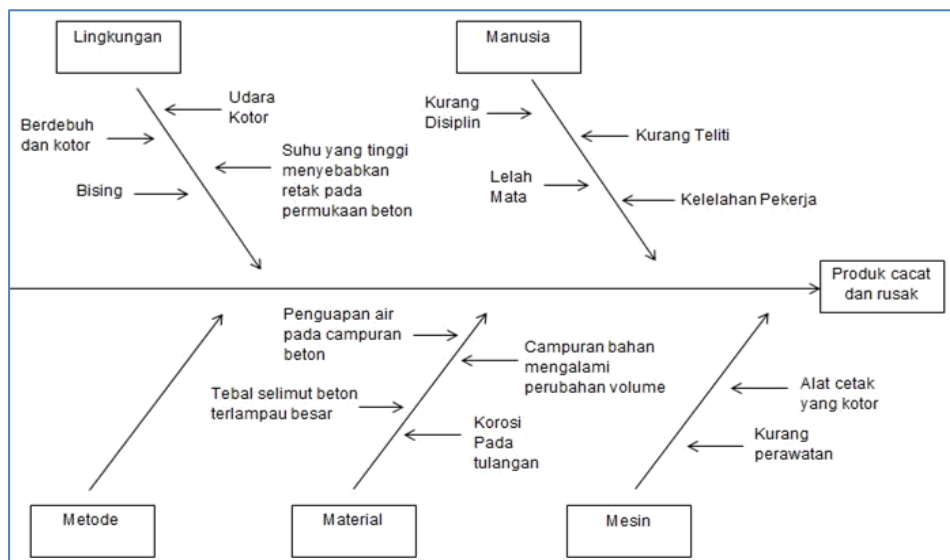 Lingkungan
Manusia
Udara
Kotor
Berdebuh
dan kotor
Suhu yang tinggi
menyebabkan
retak pada
permukaan beton
Bising
Kurang
Disiplin
Kurang Teliti
Lelah
Mata
Kelelahan Pekerja
Produk cacat
dan rusak
Penguapan air
pada campuran
beton
Campuran bahan
mengalami
perubahan volume
Tebal selimut beton
terlampau besar
Korosi
Pada
tulangan
Alat cetak
yang kotor
Kurang
perawatan
Metode
Material
Mesin